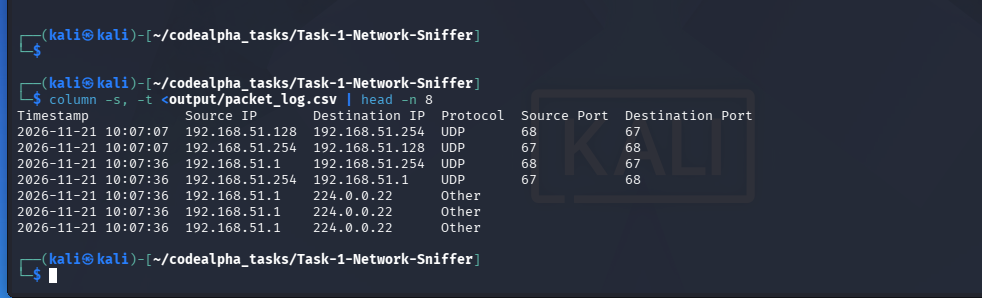 ┌──(kali㉿kali)-[~/codealpha_tasks/Task-1-Network-Sniffer]
└─$
┌──(kali㉿kali)-[~/codealpha_tasks/Task-1-Network-Sniffer]
└─$ column -s, -t <output/packet_log.csv | head -n 8
Timestamp            Source IP       Destination IP  Protocol  Source Port  Destination Port
2026-11-21 10:07:07  192.168.51.128  192.168.51.254  UDP       68           67
2026-11-21 10:07:07  192.168.51.254  192.168.51.128  UDP       67           68
2026-11-21 10:07:36  192.168.51.1    192.168.51.254  UDP       68           67
2026-11-21 10:07:36  192.168.51.254  192.168.51.1    UDP       67           68
2026-11-21 10:07:36  192.168.51.1    224.0.0.22      Other
2026-11-21 10:07:36  192.168.51.1    224.0.0.22      Other
2026-11-21 10:07:36  192.168.51.1    224.0.0.22      Other
┌──(kali㉿kali)-[~/codealpha_tasks/Task-1-Network-Sniffer]
└─$
KALI